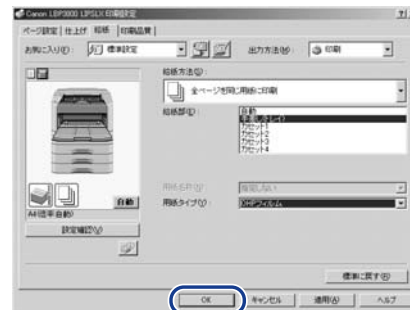 Canon LBP3900 LIPSLX 印刷設定
ページ設定 仕上げ 給紙 印刷品質
お気に入り(F): 標準設定 出力方法(M): 印刷
給紙方法(S):
全ページを同じ用紙に印刷
給紙部(P):
自動
手差し(トレイ)
カセット1
カセット2
カセット3
カセット4
自動
A4(倍率:自動)
用紙タイプ(Y): OHPフィルム
設定確認(V)
標準に戻す(R)
OK キャンセル 適用(A) ヘルプ